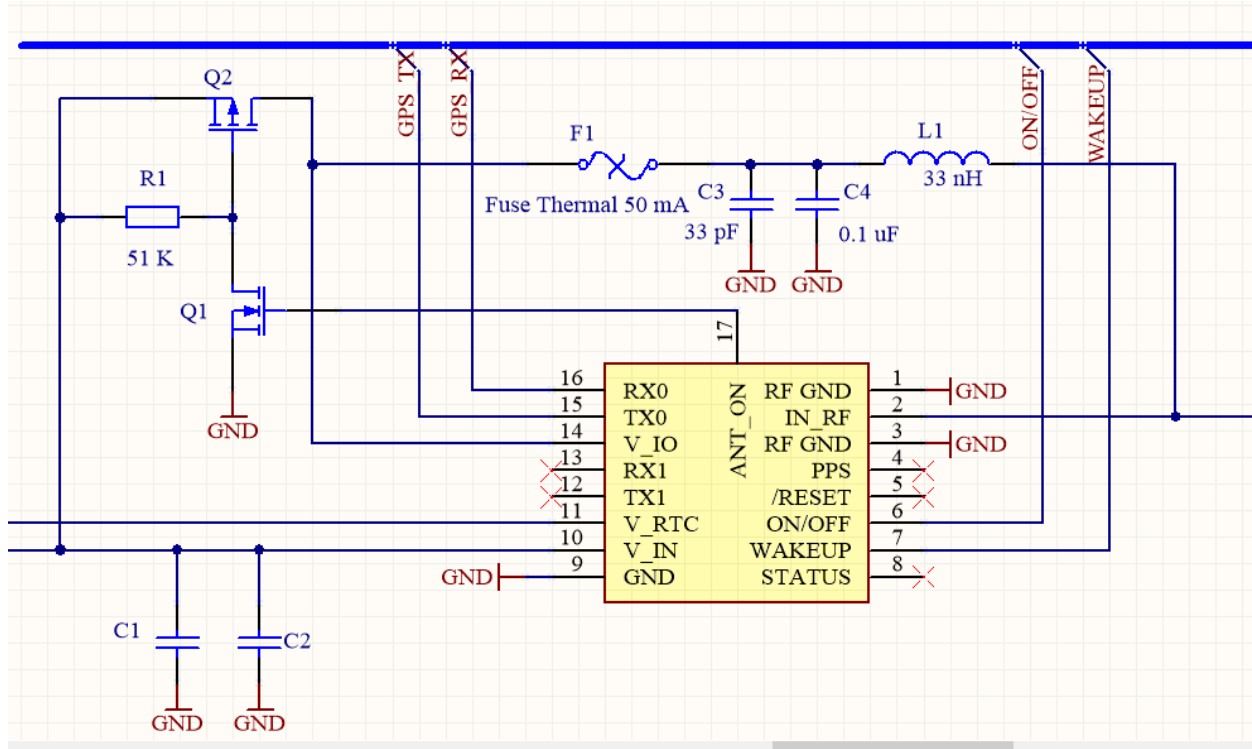 Q2
GPS TX
GPS RX
ON/OFF
WAKEUP
F1
L1
R1
C3
C4
33 nH
Fuse Thermal 50 mA
33 pF
0.1 uF
51 K
GND
GND
Q1
17
GND
16
RX0
15
TX0
14
V_IO
13
RX1
12
TX1
11
V_RTC
10
V_IN
9
GND
GND
ANT_ON
RF GND
1
GND
IN_RF
2
RF GND
3
GND
PPS
4
/RESET
5
ON/OFF
6
WAKEUP
7
STATUS
8
C1
C2
GND
GND